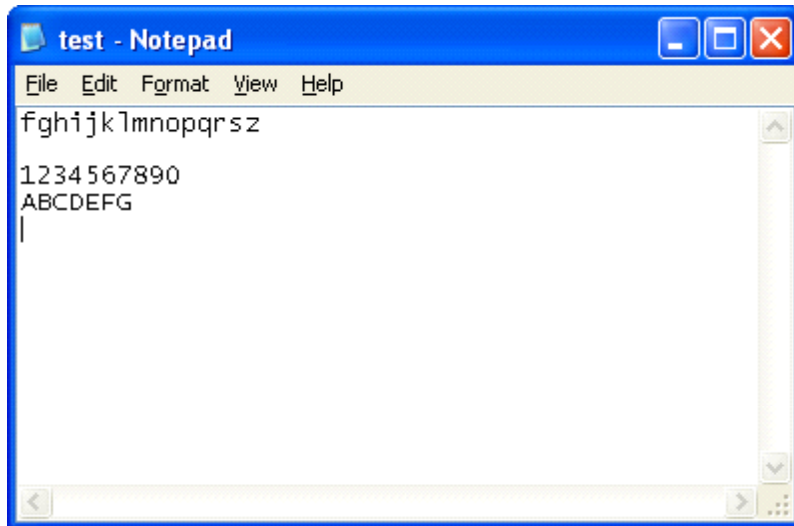 test - Notepad
File Edit Format View Help
fghijklmnopqrsz
1234567890
ABCDEFG